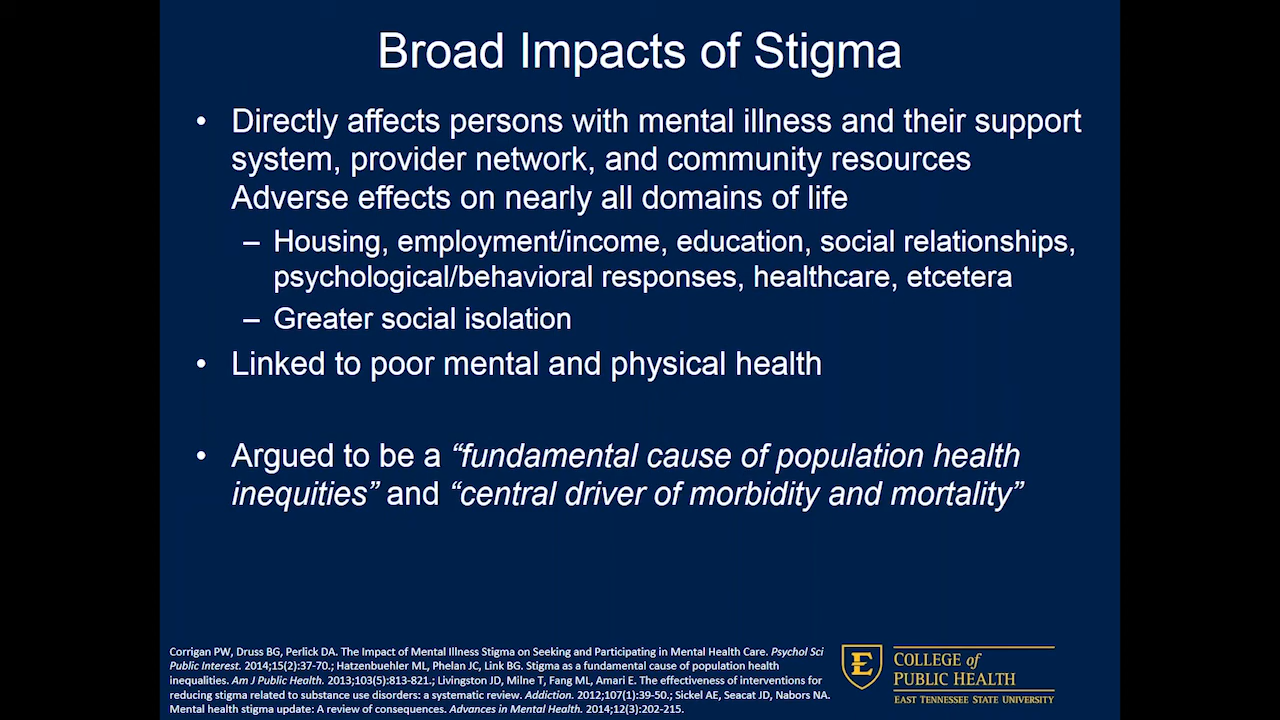 Broad Impacts of Stigma
• Directly affects persons with mental illness and their support
system, provider network, and community resources
Adverse effects on nearly all domains of life
– Housing, employment/income, education, social relationships,
psychological/behavioral responses, healthcare, etcetera
– Greater social isolation
• Linked to poor mental and physical health
• Argued to be a “fundamental cause of population health
inequities” and “central driver of morbidity and mortality”
Corrigan PW, Druss BG, Perlick DA. The Impact of Mental Illness Stigma on Seeking and Participating in Mental Health Care. Psychol Sci
Public Interest. 2014;15(2):37-70.; Hatzenbuehler ML, Phelan JC, Link BG. Stigma as a fundamental cause of population health
inequalities. Am J Public Health. 2013;103(5):813-821.; Livingston JD, Milne T, Fang ML, Amari E. The effectiveness of interventions for
reducing stigma related to substance use disorders: a systematic review. Addiction. 2012;107(1):39-50.; Sickel AE, Seacat JD, Nabors NA.
Mental health stigma update: A review of consequences. Advances in Mental Health. 2014;12(3):202-215.
E
COLLEGE of
PUBLIC HEALTH
EAST TENNESSEE STATE UNIVERSITY